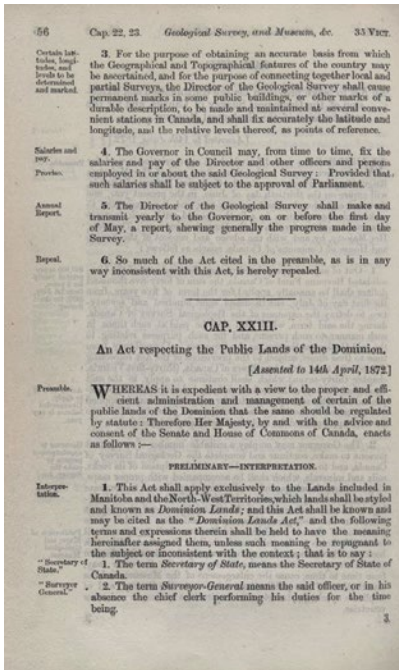 56 Cap. 22, 23. Geological Survey, and Museum, &c. 35 VICT.
Certain lati-
tudes, longi-
tudes, and
levels to be
determined
and marked.
3. For the purpose of obtaining an accurate basis from which
the Geographical and Topographical features of the country may
be ascertained, and for the purpose of connecting together local and
partial Surveys, the Director of the Geological Survey shall cause
permanent marks in some public buildings, or other marks of a
durable description, to be made and maintained at several conve-
nient stations in Canada, and shall fix accurately the latitude and
longitude, and the relative levels thereof, as points of reference.
Salaries and
pay.
Proviso.
4. The Governor in Council may, from time to time, fix the
salaries and pay of the Director and other officers and persons
employed in or about the said Geological Survey : Provided that
such salaries shall be subject to the approval of Parliament.
Annual
Report.
5. The Director of the Geological Survey shall make and
transmit yearly to the Governor, on or before the first day
of May, a report, shewing generally the progress made in the
Survey.
Repeal.
6. So much of the Act cited in the preamble, as is in any
way inconsistent with this Act, is hereby repealed.
CAP. XXIII.
An Act respecting the Public Lands of the Dominion.
[Assented to 14th April, 1872.]
Preamble.
WHEREAS it is expedient with a view to the proper and effi-
cient administration and management of certain of the
public lands of the Dominion that the same should be regulated
by statute : Therefore Her Majesty, by and with the advice and
consent of the Senate and House of Commons of Canada, enacts
as follows :—
PRELIMINARY—INTERPRETATION.
Interpre-
tation.
1. This Act shall apply exclusively to the Lands included in
Manitoba and the North-West Territories, which lands shall be styled
and known as Dominion Lands; and this Act shall be known and
may be cited as the "Dominion Lands Act," and the following
terms and expressions therein shall be held to have the meaning
hereinafter assigned them, unless such meaning be repugnant to
the subject or inconsistent with the context ; that is to say :
"Secretary of
State."
1. The term Secretary of State, means the Secretary of State of
Canada.
"Surveyor
General."
2. The term Surveyor-General means the said officer, or in his
absence the chief clerk performing his duties for the time
being.
3.